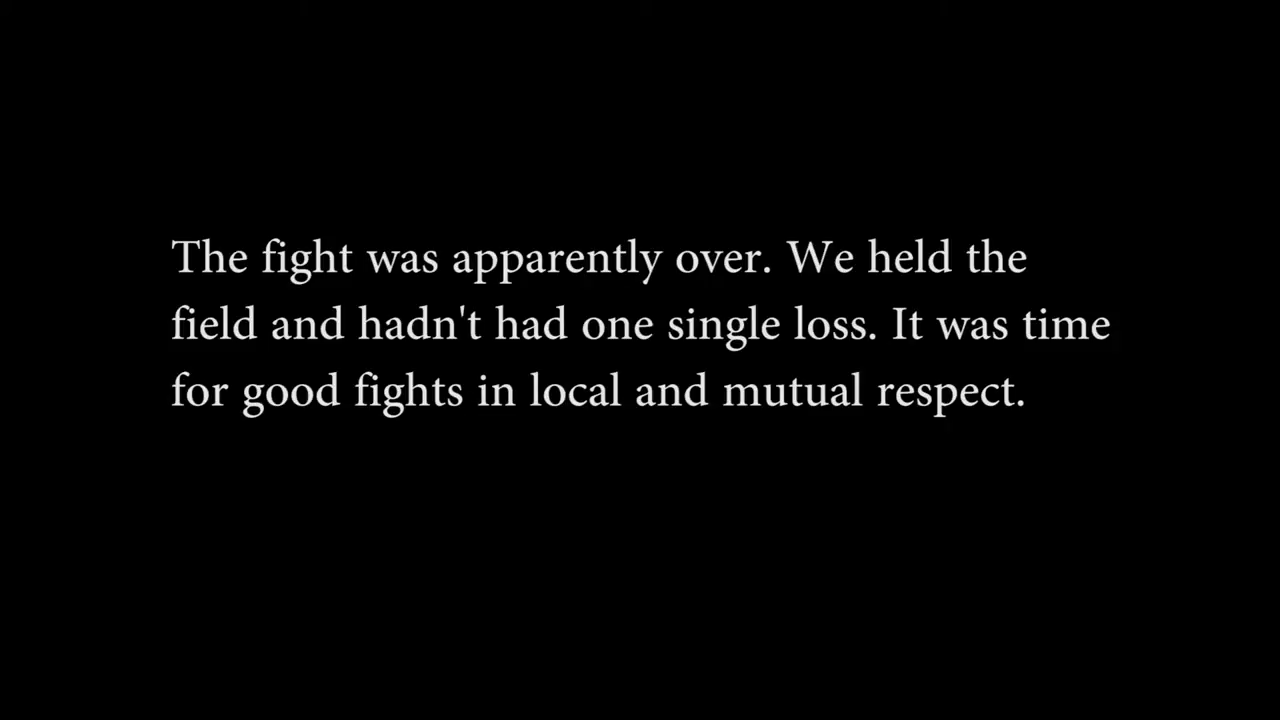 The fight was apparently over. We held the
field and hadn't had one single loss. It was time
for good fights in local and mutual respect.